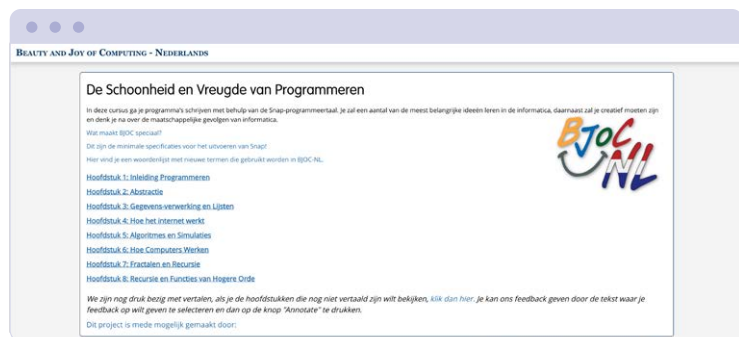 BEAUTY AND JOY OF COMPUTING - NEDERLANDS
De Schoonheid en Vreugde van Programmeren
In deze cursus ga je programma's schrijven met behulp van de Snap-programmeertaal. Je zal een aantal van de meest belangrijke ideeën leren in de informatica, daarnaast zal je creatief moeten zijn
en denk je na over de maatschappelijke gevolgen van informatica.
Wat maakt BJOC speciaal?
Dit zijn de minimale specificaties voor het uitvoeren van Snap!
Hier vind je een woordenlijst met nieuwe termen die gebruikt worden in BJOC-NL.
BJOC
NL
Hoofdstuk 1: Inleiding Programmeren
Hoofdstuk 2: Abstractie
Hoofdstuk 3: Gegevens-verwerking en Lijsten
Hoofdstuk 4: Hoe het internet werkt
Hoofdstuk 5: Algoritmes en Simulaties
Hoofdstuk 6: Hoe Computers Werken
Hoofdstuk 7: Fractalen en Recursie
Hoofdstuk 8: Recursie en Functies van Hogere Orde
We zijn nog druk bezig met vertalen, als je de hoofdstukken die nog niet vertaald zijn wilt bekijken, klik dan hier. Je kan ons feedback geven door de tekst waar je
feedback op wilt geven te selecteren en dan op de knop "Annotate" te drukken.
Dit project is mede mogelijk gemaakt door: